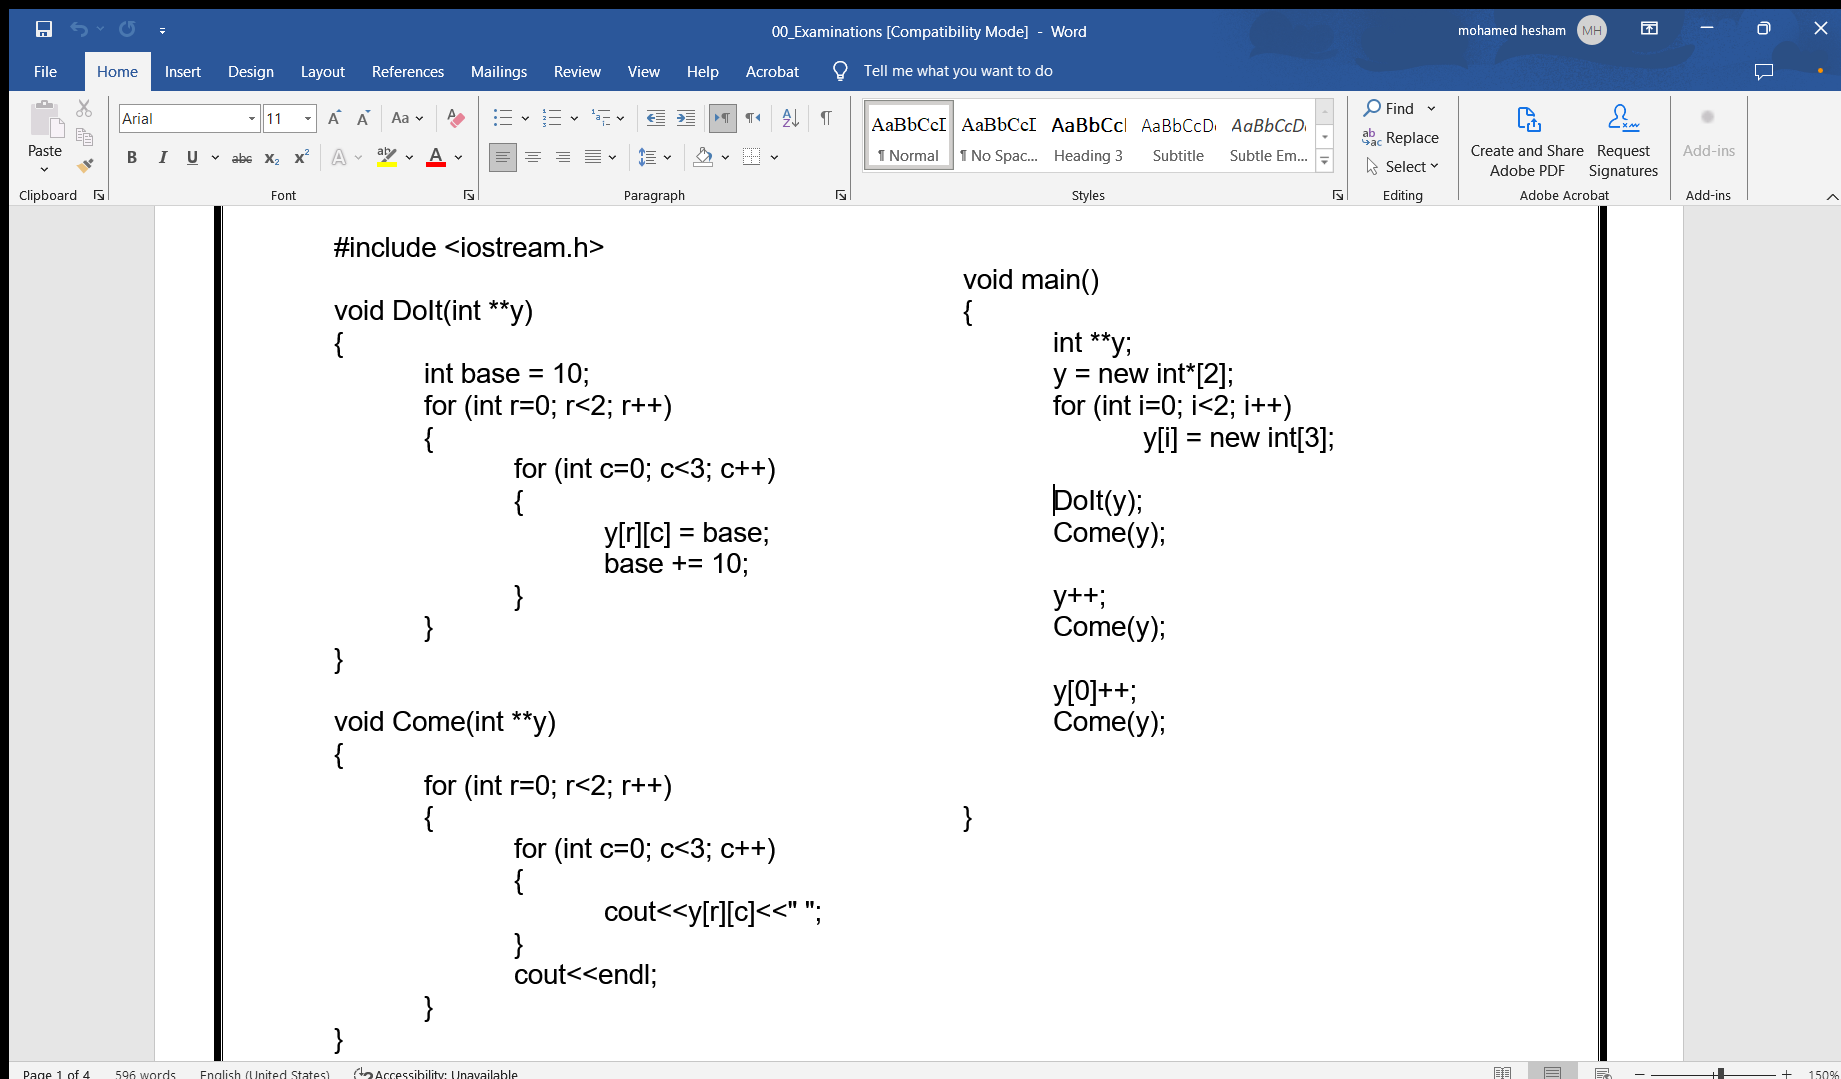 00_Examinations [Compatibility Mode] - Word
mohamed hesham
MH
File Home Insert Design Layout References Mailings Review View Help Acrobat Tell me what you want to do
Paste
Clipboard
Arial 11
Font
Paragraph
AaBbCcI AaBbCcI AaBbCcI AaBbCcD AaBbCcD
¶ Normal ¶ No Spac... Heading 3 Subtitle Subtle Em...
Styles
Find
Replace
Select
Editing
Create and Share Adobe PDF
Request Signatures
Adobe Acrobat
Add-ins
Add-ins
#include <iostream.h>
void DoIt(int **y)
{
int base = 10;
for (int r=0; r<2; r++)
{
for (int c=0; c<3; c++)
{
y[r][c] = base;
base += 10;
}
}
}
void Come(int **y)
{
for (int r=0; r<2; r++)
{
for (int c=0; c<3; c++)
{
cout<<y[r][c]<<" ";
}
cout<<endl;
}
}
void main()
{
int **y;
y = new int*[2];
for (int i=0; i<2; i++)
y[i] = new int[3];
DoIt(y);
Come(y);
y++;
Come(y);
y[0]++;
Come(y);
}
Page 1 of 4 596 words English (United States) Accessibility: Unavailable 150%